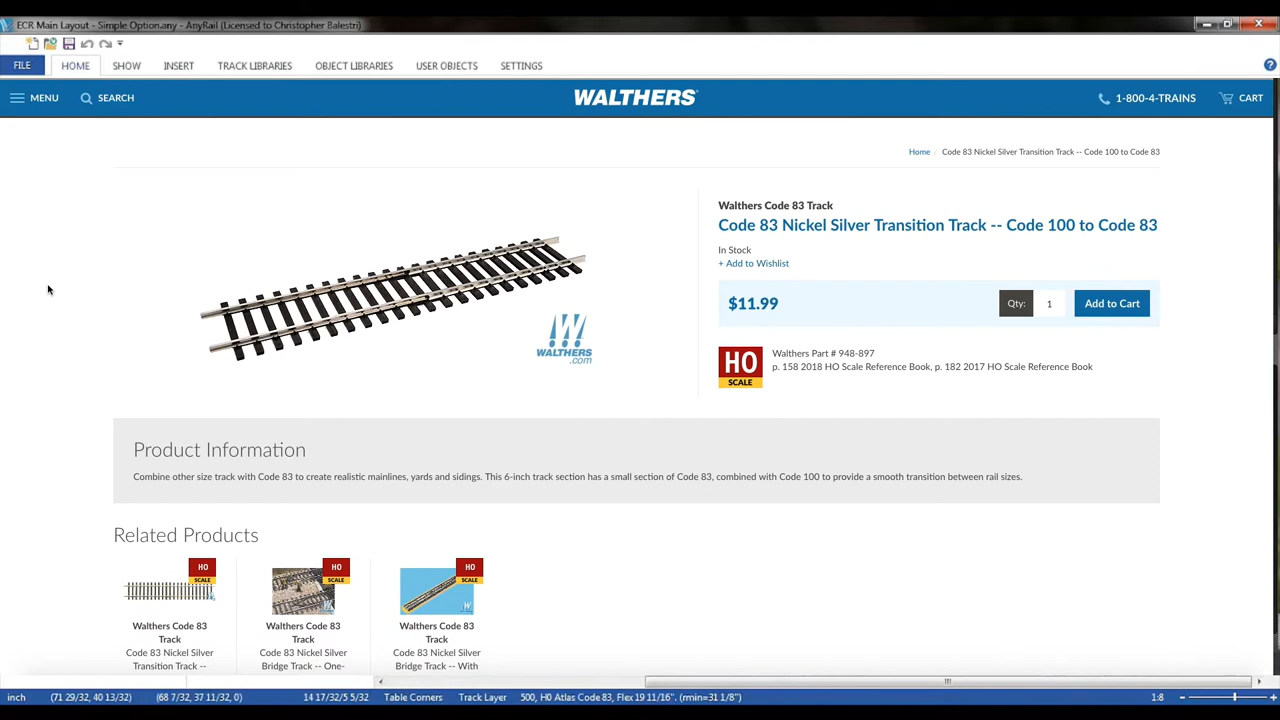 ECR Main Layout - Simple Option.any - AnyRail (Licensed to Christopher Balestri)
FILE HOME SHOW INSERT TRACK LIBRARIES OBJECT LIBRARIES USER OBJECTS SETTINGS
MENU SEARCH WALTHERS® 1-800-4-TRAINS CART
Home / Code 83 Nickel Silver Transition Track -- Code 100 to Code 83
Walthers Code 83 Track
Code 83 Nickel Silver Transition Track -- Code 100 to Code 83
In Stock
+ Add to Wishlist
$11.99 Qty: 1 Add to Cart
WALTHERS
.com
HO
SCALE
Walthers Part # 948-897
p. 158 2018 HO Scale Reference Book, p. 182 2017 HO Scale Reference Book
Product Information
Combine other size track with Code 83 to create realistic mainlines, yards and sidings. This 6-inch track section has a small section of Code 83, combined with Code 100 to provide a smooth transition between rail sizes.
Related Products
HO
SCALE
Walthers Code 83
Track
Code 83 Nickel Silver
Transition Track --
HO
SCALE
Walthers Code 83
Track
Code 83 Nickel Silver
Bridge Track -- One-
HO
SCALE
Walthers Code 83
Track
Code 83 Nickel Silver
Bridge Track -- With
inch (71 29/32, 40 13/32) (68 7/32, 37 11/32, 0) 14 17/32/5 5/32 Table Corners Track Layer 500, H0 Atlas Code 83, Flex 19 11/16". (rmin=31 1/8") 1:8